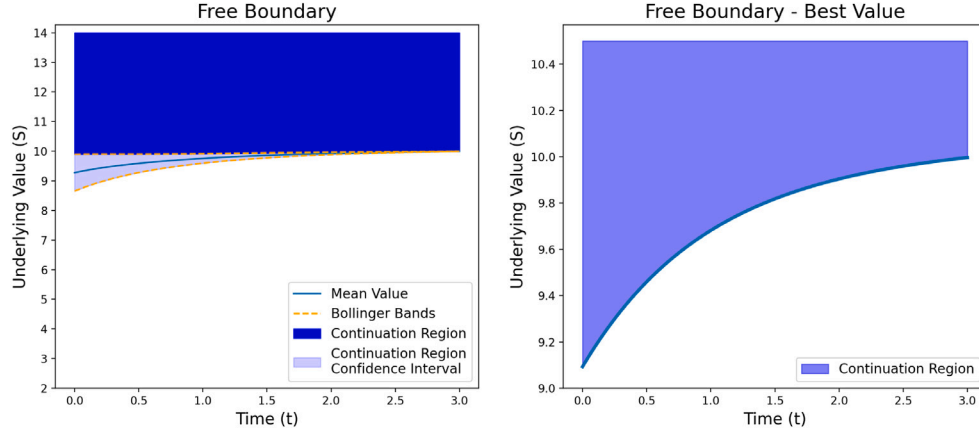 Free Boundary
Underlying Value (S)
14
13
12
11
10
9
8
7
6
5
4
3
2
Mean Value
Bollinger Bands
Continuation Region
Continuation Region
Confidence Interval
0.0 0.5 1.0 1.5 2.0 2.5 3.0
Time (t)
Free Boundary - Best Value
Underlying Value (S)
10.4
10.2
10.0
9.8
9.6
9.4
9.2
9.0
Continuation Region
0.0 0.5 1.0 1.5 2.0 2.5 3.0
Time (t)